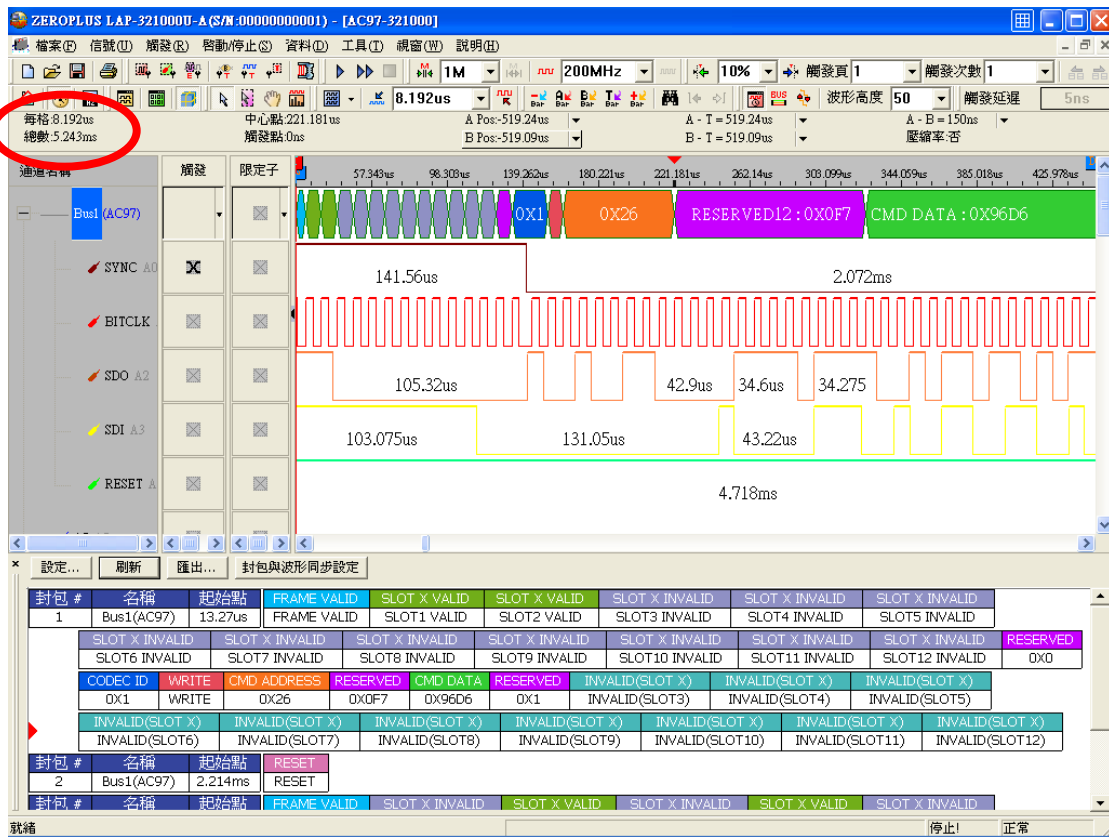 ZEROPLUS LAP-321000U-A(S/N:00000000001) - [AC97-321000]
檔案(F) 信號(U) 觸發(R) 啓動/停止(S) 資料(D) 工具(T) 視窗(W) 說明(H)
1M 200MHz 10% 觸發頁 1 觸發次數 1
8.192us Bar Bar Bar Bar Bar 波形高度 50 觸發延遲 5ns
每格:8.192us 中心點:221.181us A Pos:-519.24us A - T = 519.24us A - B = 150ns
總數:5.243ms 觸發點:0ns B Pos:-519.09us B - T = 519.09us 壓縮率:否
通道名稱 觸發 限定子 57.343us 98.303us 139.262us 180.221us 221.181us 262.14us 303.099us 344.059us 385.018us 425.978us
Bus1 (AC97) 0X1 0X26 RESERVED12:0X0F7 CMD DATA:0X96D6
SYNC A0 141.56us 2.072ms
BITCLK
SDO A2 105.32us 42.9us 34.6us 34.275
SDI A3 103.075us 131.05us 43.22us
RESET A 4.718ms
設定... 刷新 匯出... 封包與波形同步設定
封包 # 名稱 起始點 FRAME VALID SLOT X VALID SLOT X VALID SLOT X INVALID SLOT X INVALID SLOT X INVALID
1 Bus1(AC97) 13.27us FRAME VALID SLOT1 VALID SLOT2 VALID SLOT3 INVALID SLOT4 INVALID SLOT5 INVALID
SLOT X INVALID SLOT X INVALID SLOT X INVALID SLOT X INVALID SLOT X INVALID SLOT X INVALID SLOT X INVALID RESERVED
SLOT6 INVALID SLOT7 INVALID SLOT8 INVALID SLOT9 INVALID SLOT10 INVALID SLOT11 INVALID SLOT12 INVALID 0X0
CODEC ID WRITE CMD ADDRESS RESERVED CMD DATA RESERVED INVALID(SLOT X) INVALID(SLOT X) INVALID(SLOT X)
0X1 WRITE 0X26 0X0F7 0X96D6 0X1 INVALID(SLOT3) INVALID(SLOT4) INVALID(SLOT5)
INVALID(SLOT X) INVALID(SLOT X) INVALID(SLOT X) INVALID(SLOT X) INVALID(SLOT X) INVALID(SLOT X) INVALID(SLOT X)
INVALID(SLOT6) INVALID(SLOT7) INVALID(SLOT8) INVALID(SLOT9) INVALID(SLOT10) INVALID(SLOT11) INVALID(SLOT12)
封包 # 名稱 起始點 RESET
2 Bus1(AC97) 2.214ms RESET
封包 # 名稱 起始點 FRAME VALID SLOT X INVALID SLOT X VALID SLOT X INVALID SLOT X VALID SLOT X INVALID
就緒 停止! 正常